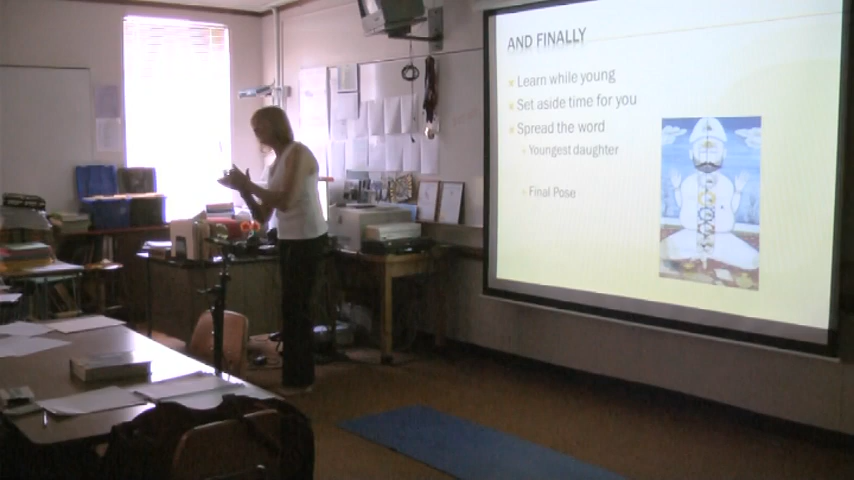 AND FINALLY
Learn while young
Set aside time for you
Spread the word
Youngest daughter
Final Pose